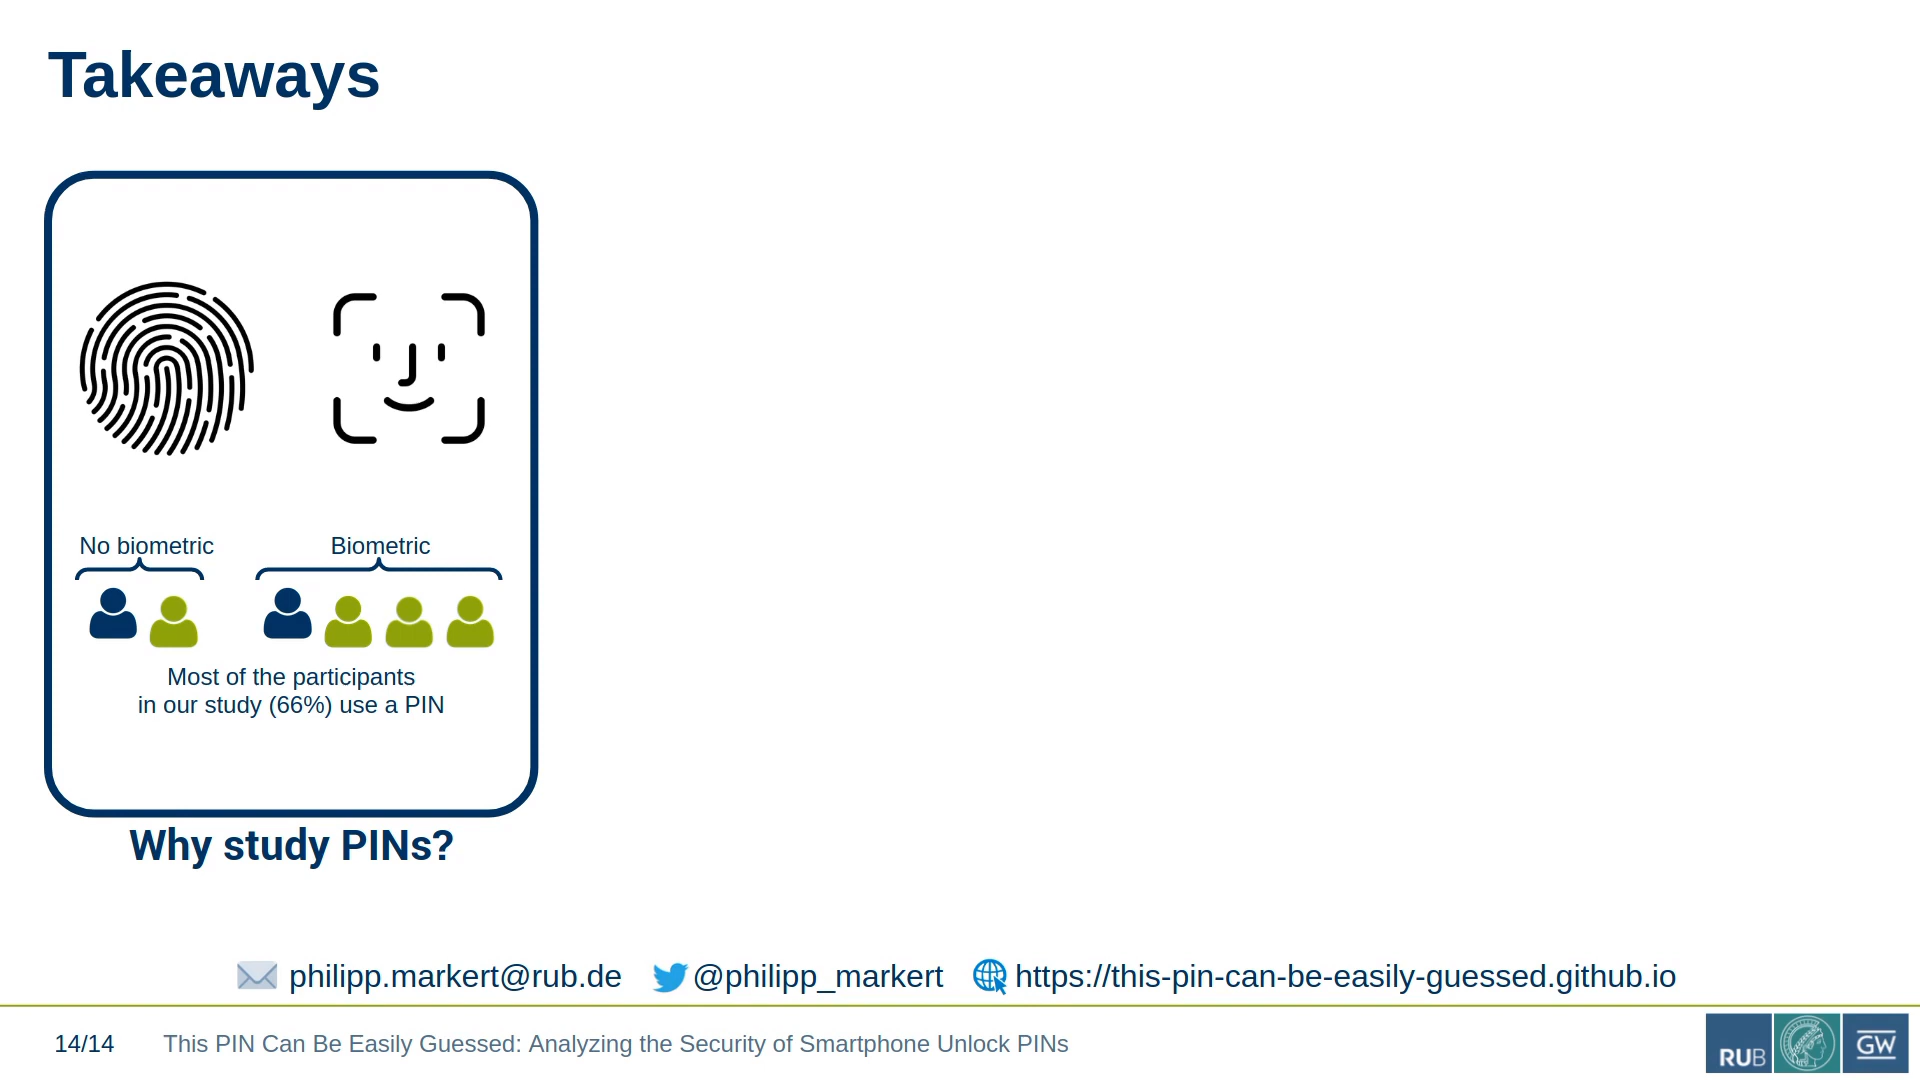 Takeaways
No biometric
Biometric
Most of the participants
in our study (66%) use a PIN
Why study PINs?
philipp.markert@rub.de
@philipp_markert
https://this-pin-can-be-easily-guessed.github.io
14/14
This PIN Can Be Easily Guessed: Analyzing the Security of Smartphone Unlock PINs
RUB
GW